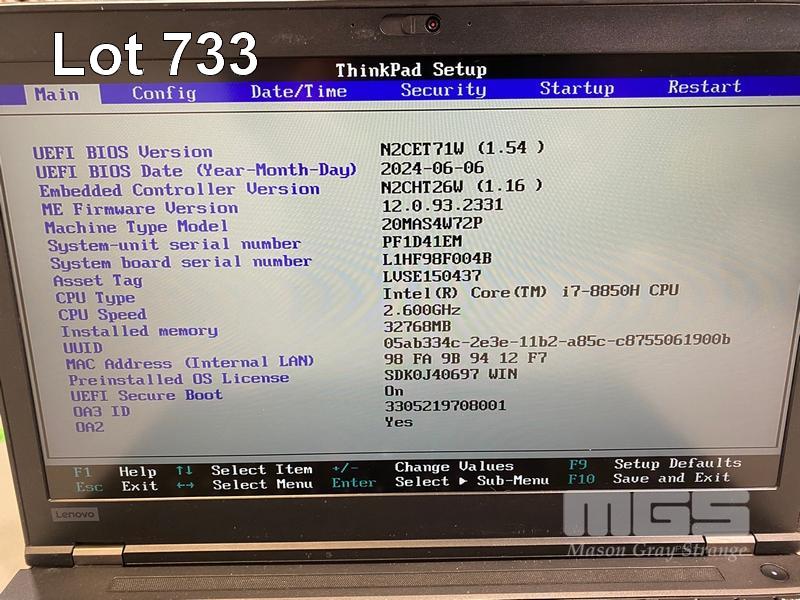 Lot 733
ThinkPad Setup
Main Config Date/Time Security Startup Restart
UEFI BIOS Version N2CET71W (1.54 )
UEFI BIOS Date (Year-Month-Day) 2024-06-06
Embedded Controller Version N2CHT26W (1.16 )
ME Firmware Version 12.0.93.2331
Machine Type Model 20MAS4W72P
System-unit serial number PF1D41EM
System board serial number L1HF98F004B
Asset Tag LVSE150437
CPU Type Intel(R) Core(TM) i7-8850H CPU
CPU Speed 2.600GHz
Installed memory 32768MB
UUID 05ab334c-2e3e-11b2-a85c-c8755061900b
MAC Address (Internal LAN) 98 FA 9B 94 12 F7
Preinstalled OS License SDK0J40697 WIN
UEFI Secure Boot On
OA3 ID 3305219708001
OA2 Yes
F1 Help ↑↓ Select Item +/- Change Values F9 Setup Defaults
Esc Exit ←→ Select Menu Enter Select ▶ Sub-Menu F10 Save and Exit
Lenovo
MGS
Mason Gray Strange